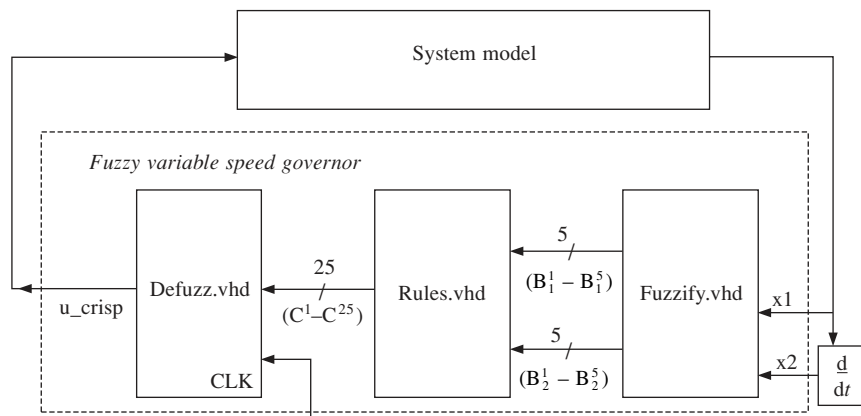 System model
Fuzzy variable speed governor
Defuzz.vhd
CLK
u_crisp
25
(C¹–C²⁵)
Rules.vhd
5
(B₁¹ – B₁⁵)
5
(B₂¹ – B₂⁵)
Fuzzify.vhd
x1
x2
d
dt